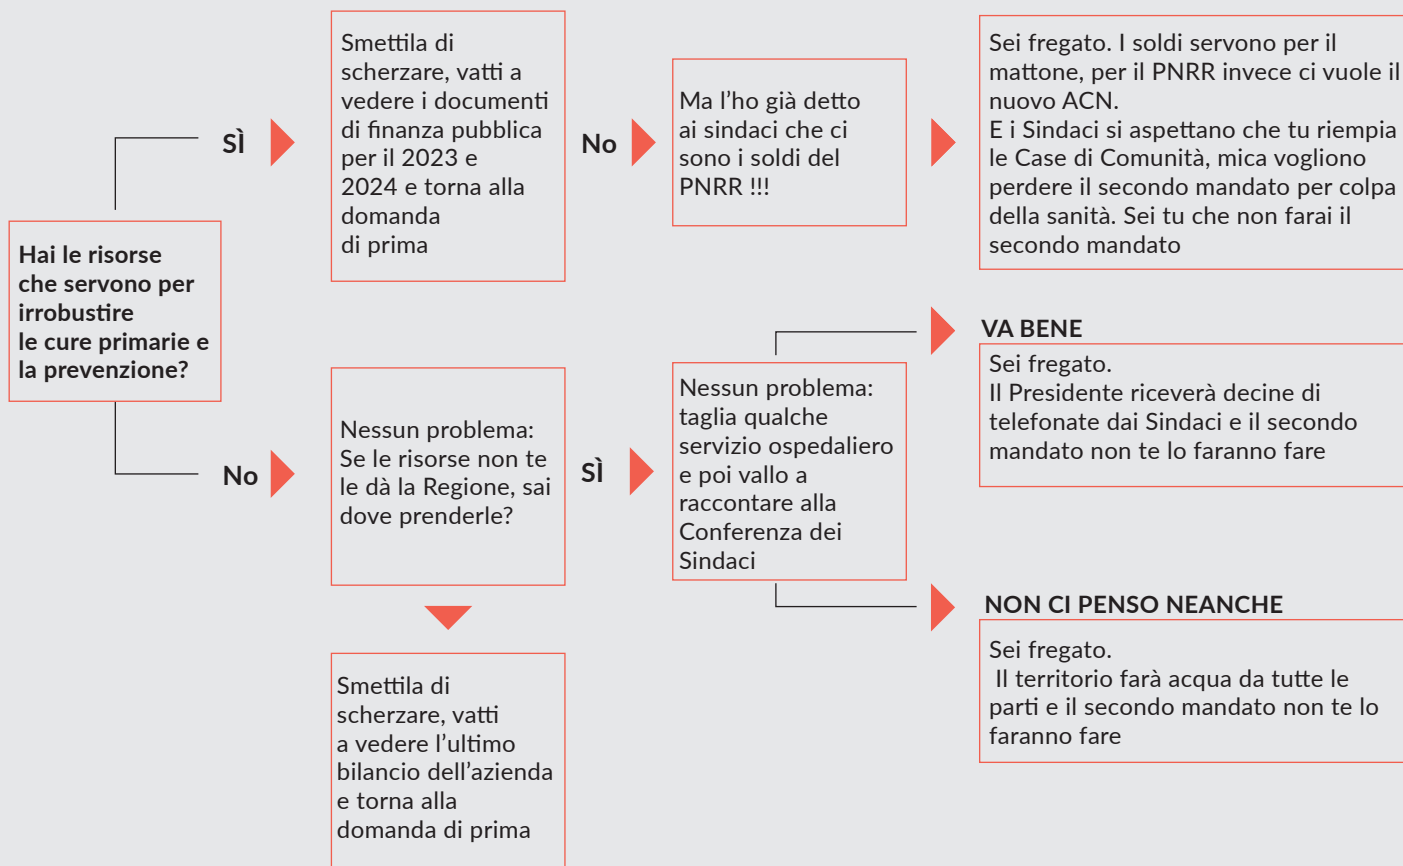 Hai le risorse
che servono per
irrobustire
le cure primarie e
la prevenzione?
SÌ
Smettila di
scherzare, vatti a
vedere i documenti
di finanza pubblica
per il 2023 e
2024 e torna alla
domanda
di prima
No
Ma l’ho già detto
ai sindaci che ci
sono i soldi del
PNRR !!!
Sei fregato. I soldi servono per il
mattone, per il PNRR invece ci vuole il
nuovo ACN.
E i Sindaci si aspettano che tu riempia
le Case di Comunità, mica vogliono
perdere il secondo mandato per colpa
della sanità. Sei tu che non farai il
secondo mandato
No
Nessun problema:
Se le risorse non te
le dà la Regione, sai
dove prenderle?
SÌ
Nessun problema:
taglia qualche
servizio ospedaliero
e poi vallo a
raccontare alla
Conferenza dei
Sindaci
VA BENE
Sei fregato.
Il Presidente riceverà decine di
telefonate dai Sindaci e il secondo
mandato non te lo faranno fare
NON CI PENSO NEANCHE
Sei fregato.
Il territorio farà acqua da tutte le
parti e il secondo mandato non te lo
faranno fare
Smettila di
scherzare, vatti
a vedere l’ultimo
bilancio dell’azienda
e torna alla
domanda di prima